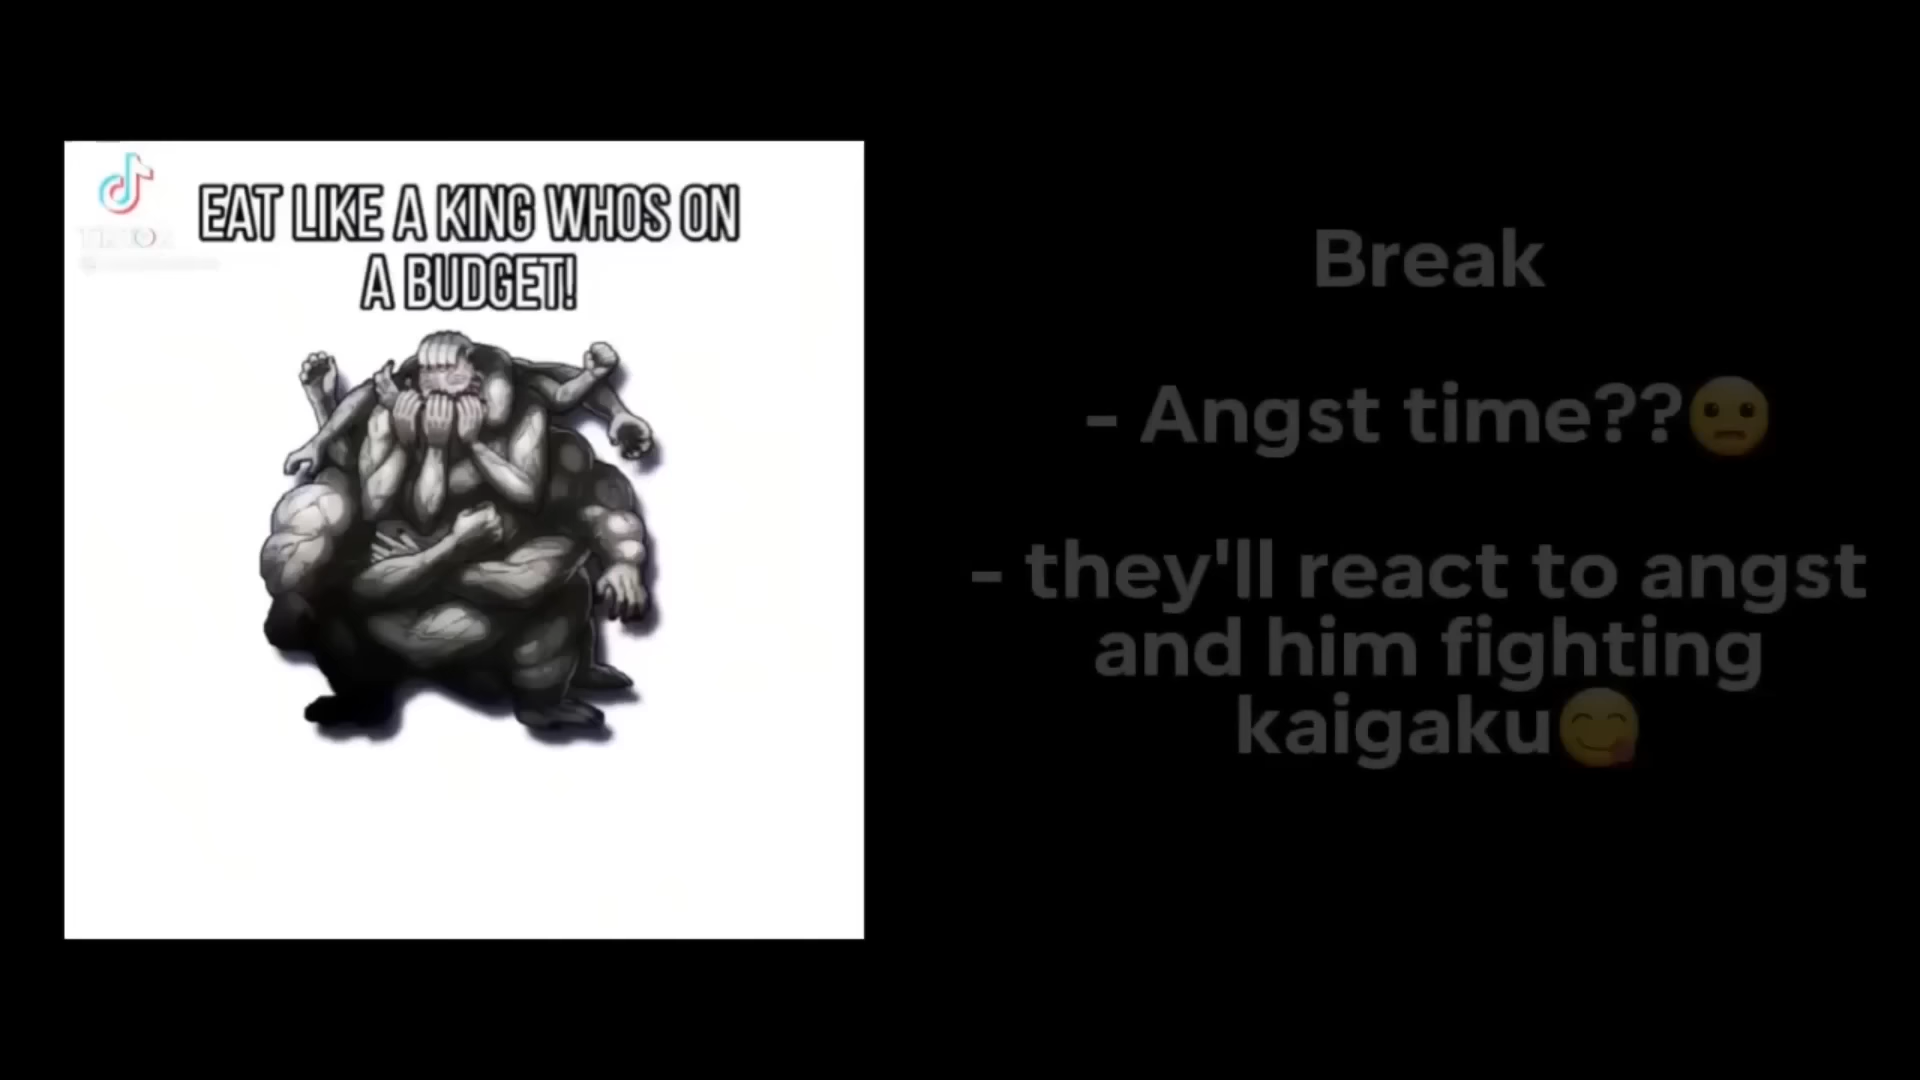 EAT LIKE A KING WHOS ON
A BUDGET!
Break
- Angst time??😐
- they'll react to angst
and him fighting
kaigaku😋